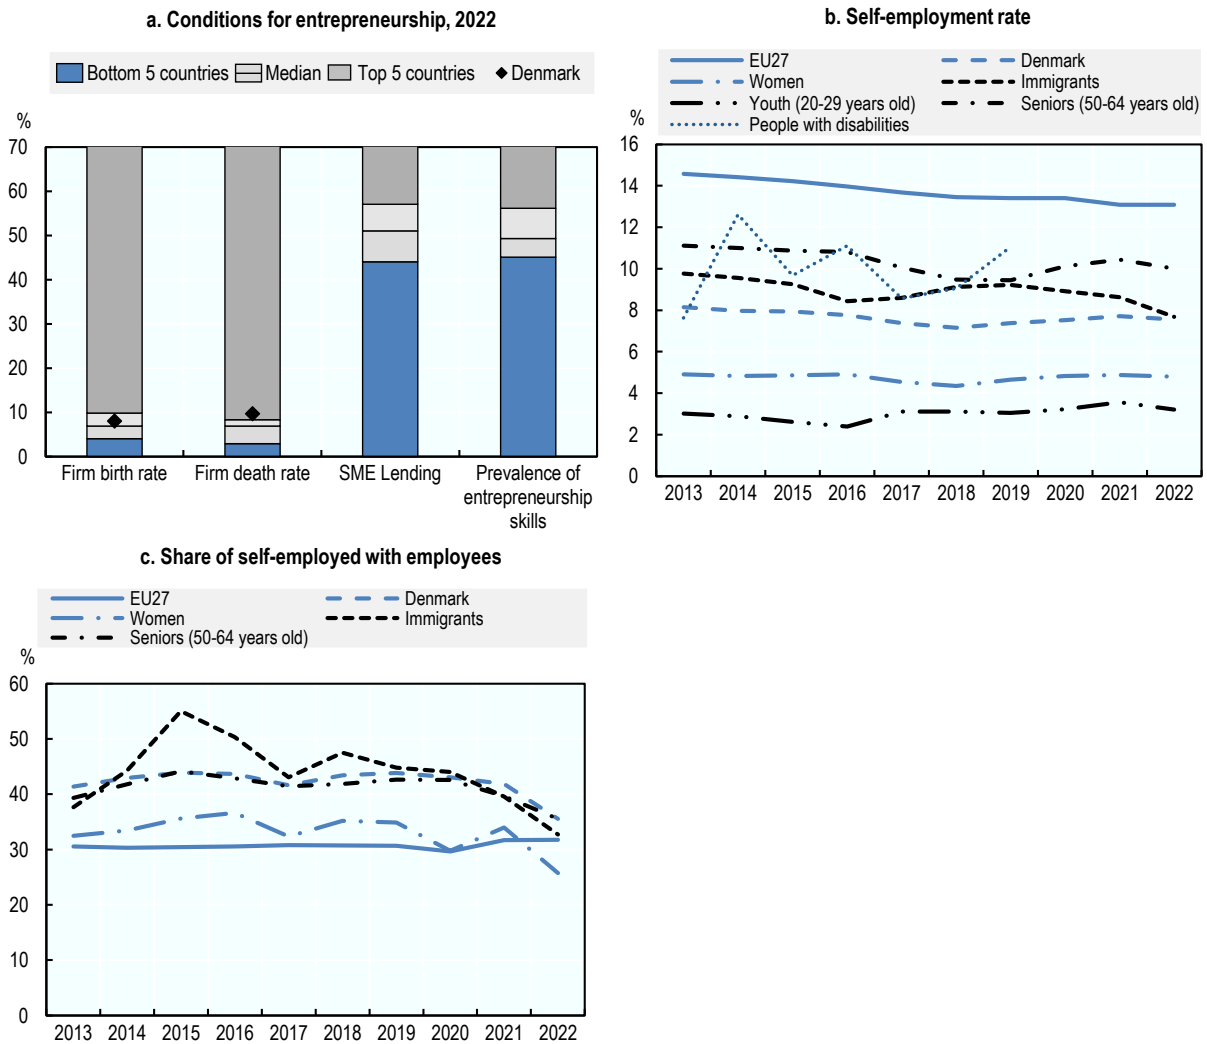 a. Conditions for entrepreneurship, 2022
Bottom 5 countries Median Top 5 countries Denmark
%
70
60
50
40
30
20
10
0
Firm birth rate Firm death rate SME Lending Prevalence of
entrepreneurship
skills
b. Self-employment rate
EU27 Denmark
Women Immigrants
Youth (20-29 years old) Seniors (50-64 years old)
People with disabilities
%
16
14
12
10
8
6
4
2
0
2013 2014 2015 2016 2017 2018 2019 2020 2021 2022
c. Share of self-employed with employees
EU27 Denmark
Women Immigrants
Seniors (50-64 years old)
%
60
50
40
30
20
10
0
2013 2014 2015 2016 2017 2018 2019 2020 2021 2022